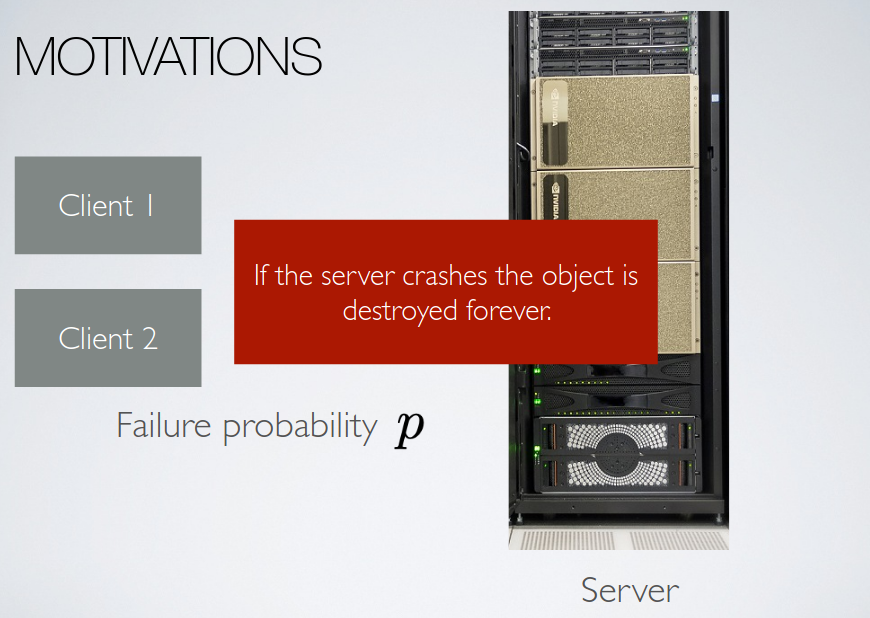 MOTIVATIONS
Client 1
Client 2
If the server crashes the object is
destroyed forever.
Failure probability p
NVIDIA
NVIDIA
Server